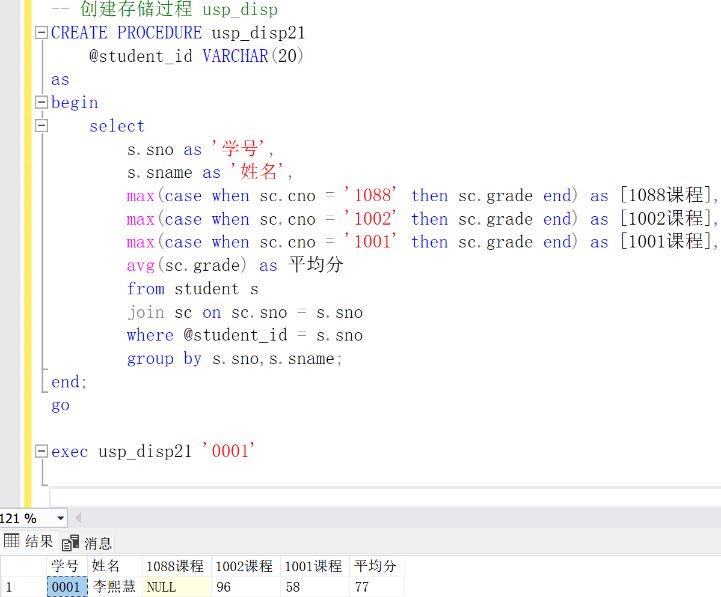 -- 创建存储过程 usp_disp
CREATE PROCEDURE usp_disp21
@student_id VARCHAR(20)
as
begin
select
s.sno as '学号',
s.sname as '姓名',
max(case when sc.cno = '1088' then sc.grade end) as [1088课程],
max(case when sc.cno = '1002' then sc.grade end) as [1002课程],
max(case when sc.cno = '1001' then sc.grade end) as [1001课程],
avg(sc.grade) as 平均分
from student s
join sc on sc.sno = s.sno
where @student_id = s.sno
group by s.sno,s.sname;
end;
go
exec usp_disp21 '0001'
121 %
结果 消息
学号 姓名 1088课程 1002课程 1001课程 平均分
1 0001 李熙慧 NULL 96 58 77